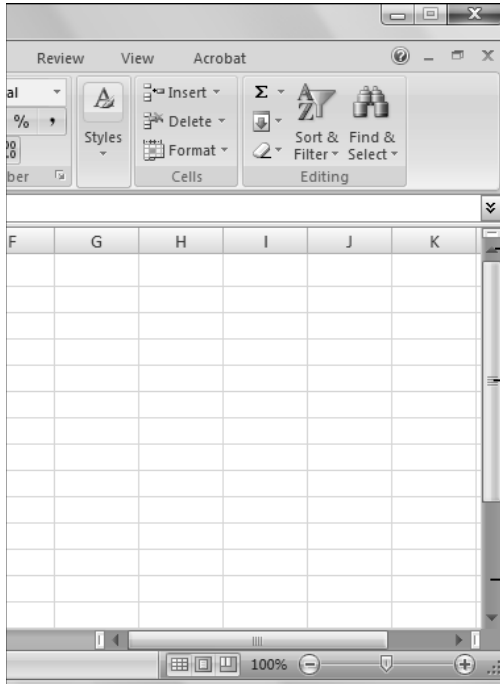 Review View Acrobat
al
% ,
Styles
Insert
Delete
Format
Σ
A
Z
Sort & Filter
Find & Select
ber
Cells
Editing
F G H I J K
100%